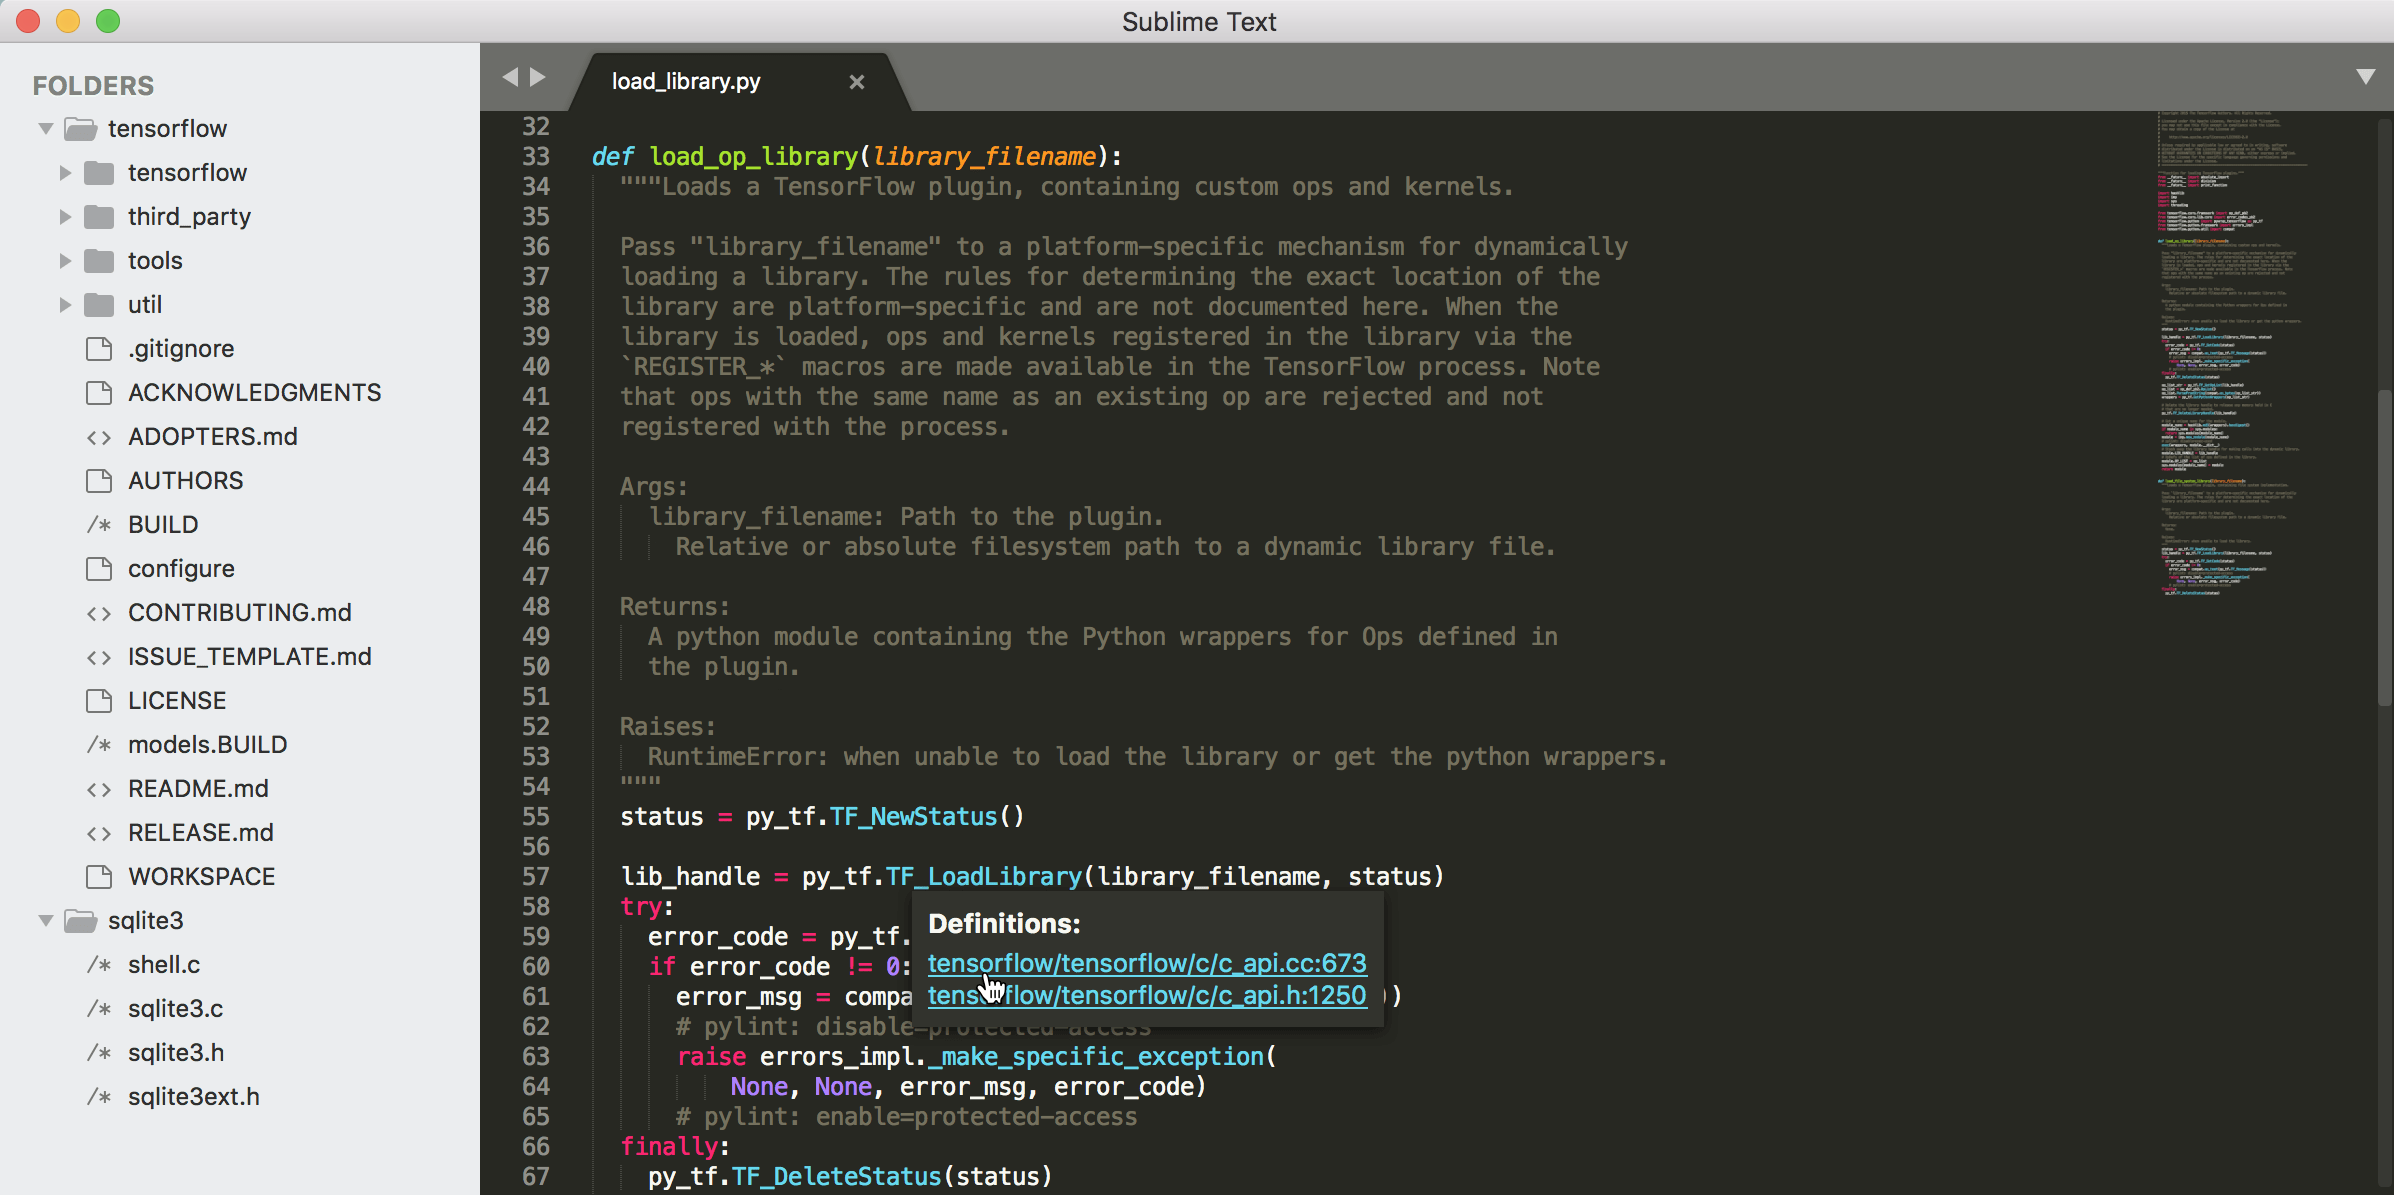 Sublime Text
FOLDERS
tensorflow
tensorflow
third_party
tools
util
.gitignore
ACKNOWLEDGMENTS
<> ADOPTERS.md
AUTHORS
/* BUILD
configure
<> CONTRIBUTING.md
<> ISSUE_TEMPLATE.md
LICENSE
/* models.BUILD
<> README.md
<> RELEASE.md
WORKSPACE
sqlite3
/* shell.c
/* sqlite3.c
/* sqlite3.h
/* sqlite3ext.h
load_library.py
32
33 def load_op_library(library_filename):
34 """Loads a TensorFlow plugin, containing custom ops and kernels.
35
36 Pass "library_filename" to a platform-specific mechanism for dynamically
37 loading a library. The rules for determining the exact location of the
38 library are platform-specific and are not documented here. When the
39 library is loaded, ops and kernels registered in the library via the
40 `REGISTER_*` macros are made available in the TensorFlow process. Note
41 that ops with the same name as an existing op are rejected and not
42 registered with the process.
43
44 Args:
45 library_filename: Path to the plugin.
46 Relative or absolute filesystem path to a dynamic library file.
47
48 Returns:
49 A python module containing the Python wrappers for Ops defined in
50 the plugin.
51
52 Raises:
53 RuntimeError: when unable to load the library or get the python wrappers.
54 """
55 status = py_tf.TF_NewStatus()
56
57 lib_handle = py_tf.TF_LoadLibrary(library_filename, status)
58 try:
59 error_code = py_tf.
60 if error_code != 0:
61 error_msg = compa ))
62 # pylint: disable=protected-access
63 raise errors_impl._make_specific_exception(
64 None, None, error_msg, error_code)
65 # pylint: enable=protected-access
66 finally:
67 py_tf.TF_DeleteStatus(status)
Definitions:
tensorflow/tensorflow/c/c_api.cc:673
tensorflow/tensorflow/c/c_api.h:1250